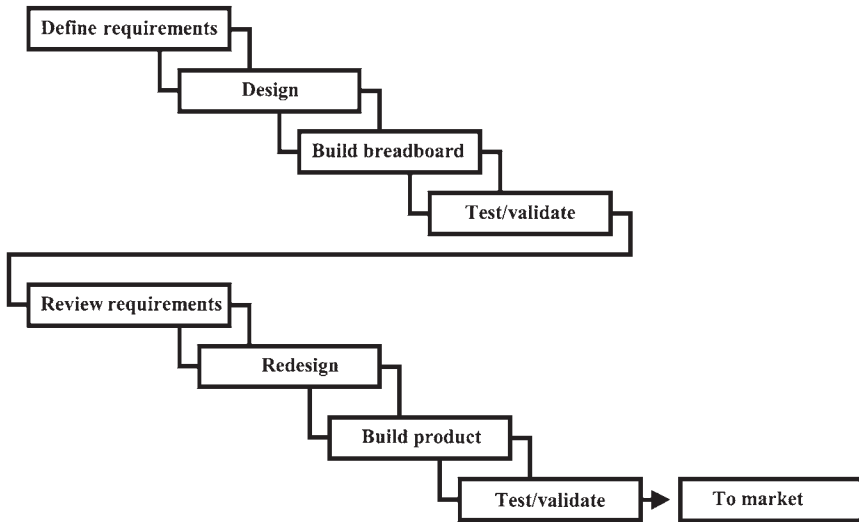 Define requirements
Design
Build breadboard
Test/validate
Review requirements
Redesign
Build product
Test/validate
To market